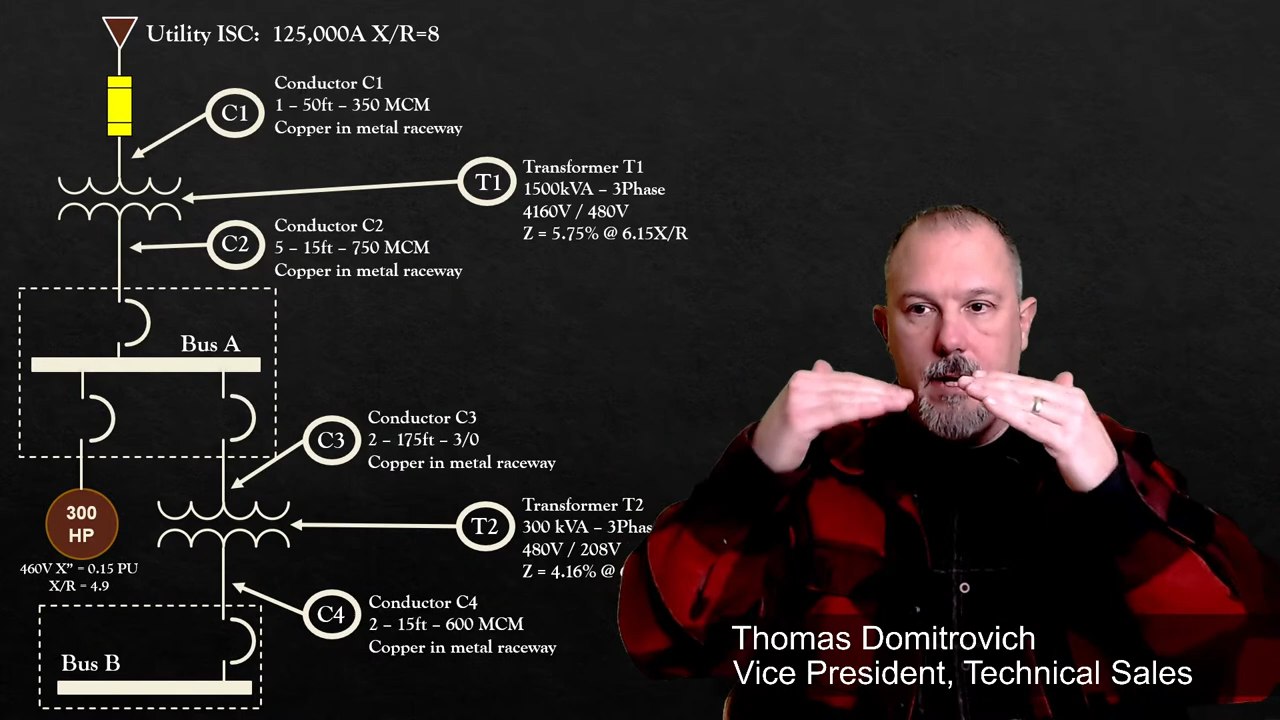 Utility ISC: 125,000A X/R=8
C1
Conductor C1
1 – 50ft – 350 MCM
Copper in metal raceway
T1
Transformer T1
1500kVA – 3Phase
4160V / 480V
Z = 5.75% @ 6.15X/R
C2
Conductor C2
5 – 15ft – 750 MCM
Copper in metal raceway
Bus A
C3
Conductor C3
2 – 175ft – 3/0
Copper in metal raceway
300
HP
460V X” = 0.15 PU
X/R = 4.9
T2
Transformer T2
300 kVA – 3Phas
480V / 208V
Z = 4.16% @
C4
Conductor C4
2 – 15ft – 600 MCM
Copper in metal raceway
Bus B
Thomas Domitrovich
Vice President, Technical Sales